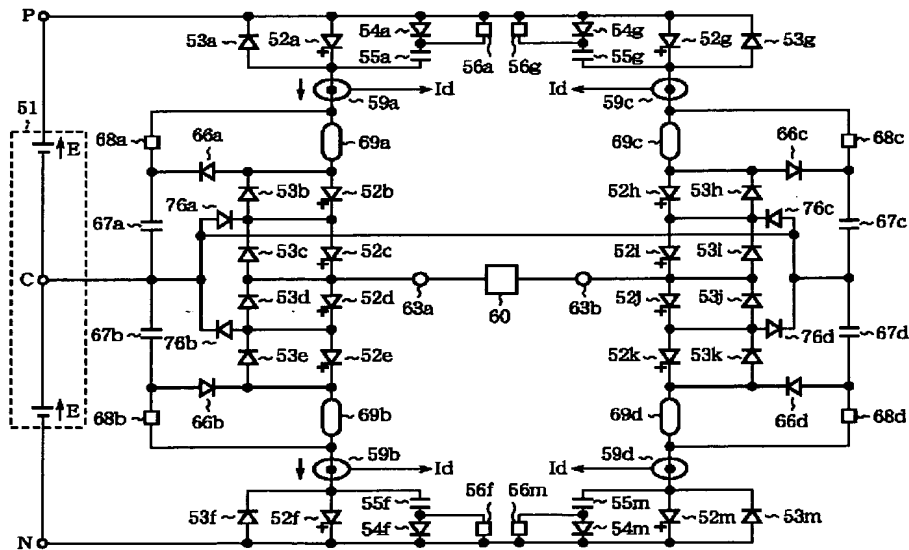 P
53a 52a 54a 55a 56a 56g 54g 55g 52g 53g
59a Id Id 59c
51
E
68a 66a 69a 69c 66c 68c
76a 53b 52b 52h 53h 76c
67a 53c 52c 52i 53i 67c
C
63a 60 63b
67b 53d 52d 52j 53j 67d
76b 53e 52e 52k 53k 76d
E
68b 66b 69b 69d 66d 68d
59b Id Id 59d
55f 56f 56m 55m
53f 52f 54f 54m 52m 53m
N